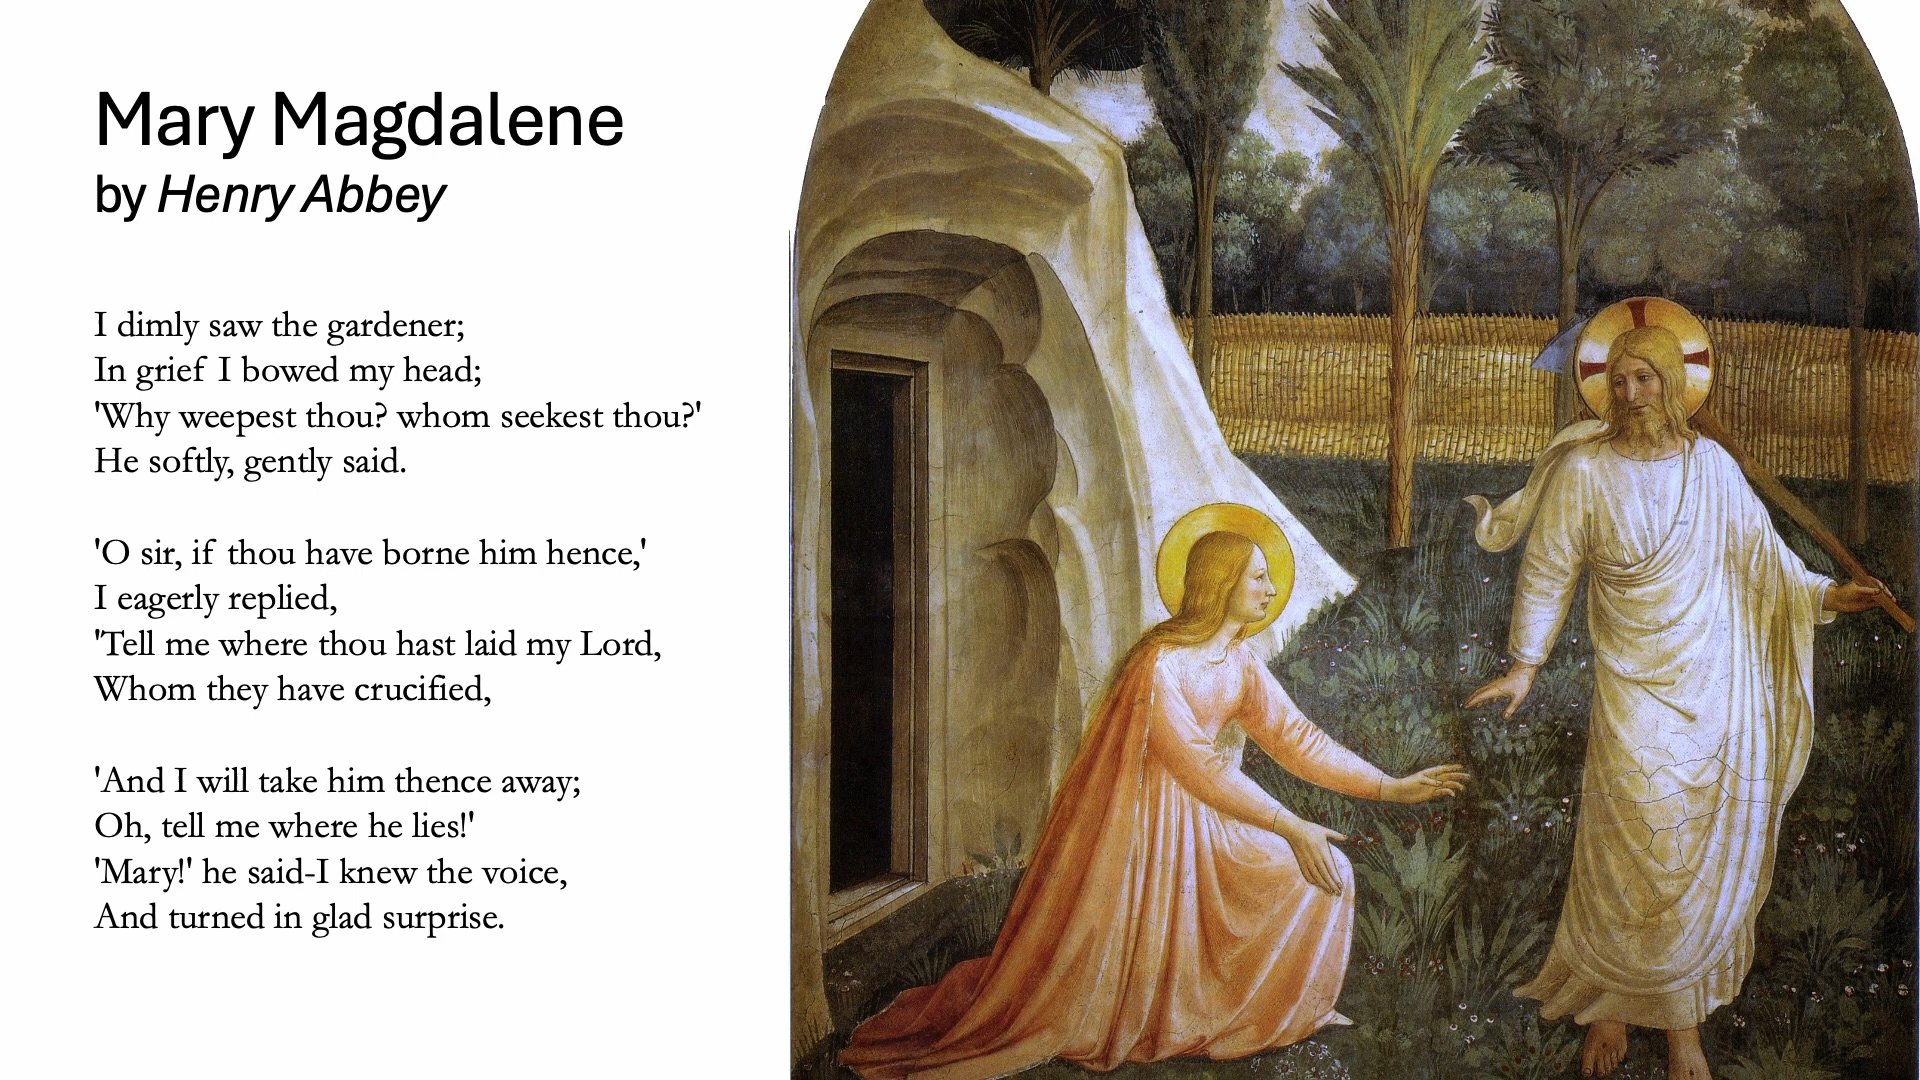 Mary Magdalene
by Henry Abbey
I dimly saw the gardener;
In grief I bowed my head;
'Why weepest thou? whom seekest thou?'
He softly, gently said.
'O sir, if thou have borne him hence,'
I eagerly replied,
'Tell me where thou hast laid my Lord,
Whom they have crucified,
'And I will take him thence away;
Oh, tell me where he lies!'
'Mary!' he said-I knew the voice,
And turned in glad surprise.